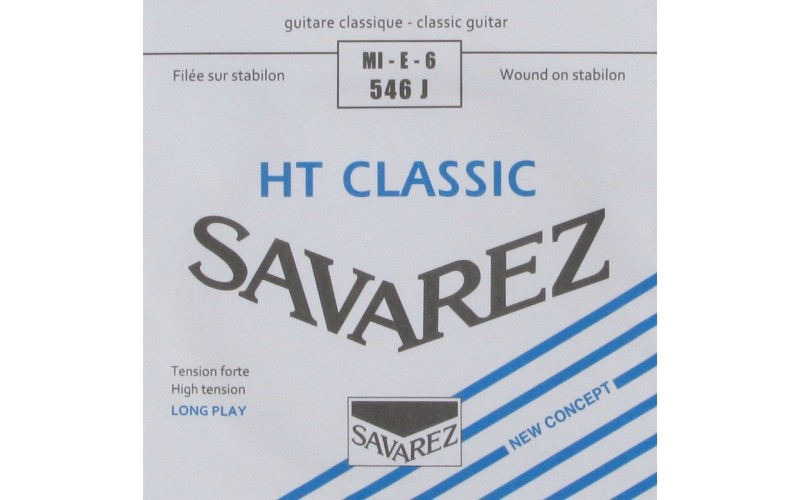 guitare classique - classic guitar
MI - E - 6
546 J
Filée sur stabilon
Wound on stabilon
HT CLASSIC
SAVAREZ
Tension forte
High tension
LONG PLAY
SAVAREZ
NEW CONCEPT